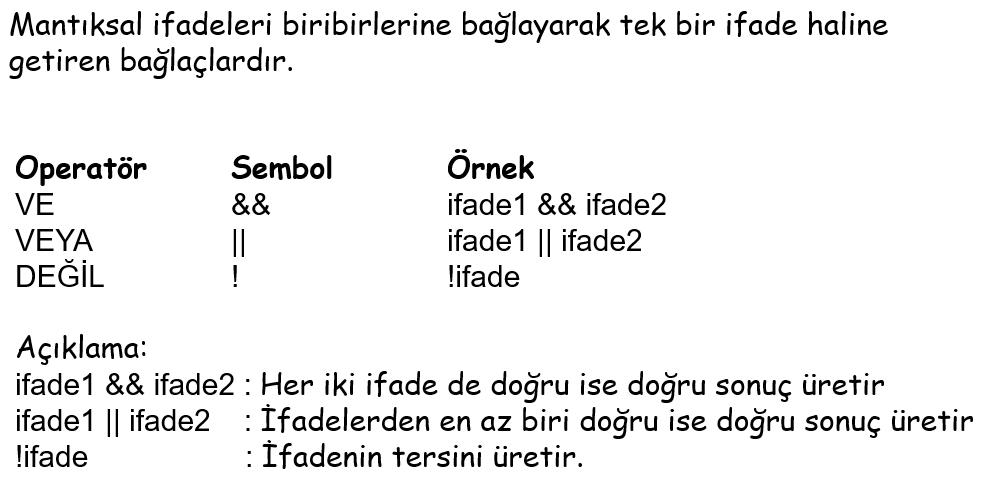 Mantıksal ifadeleri biribirlerine bağlayarak tek bir ifade haline
getiren bağlaçlardır.
Operatör Sembol Örnek
VE && ifade1 && ifade2
VEYA || ifade1 || ifade2
DEĞİL ! !ifade
Açıklama:
ifade1 && ifade2 : Her iki ifade de doğru ise doğru sonuç üretir
ifade1 || ifade2 : İfadelerden en az biri doğru ise doğru sonuç üretir
!ifade : İfadenin tersini üretir.